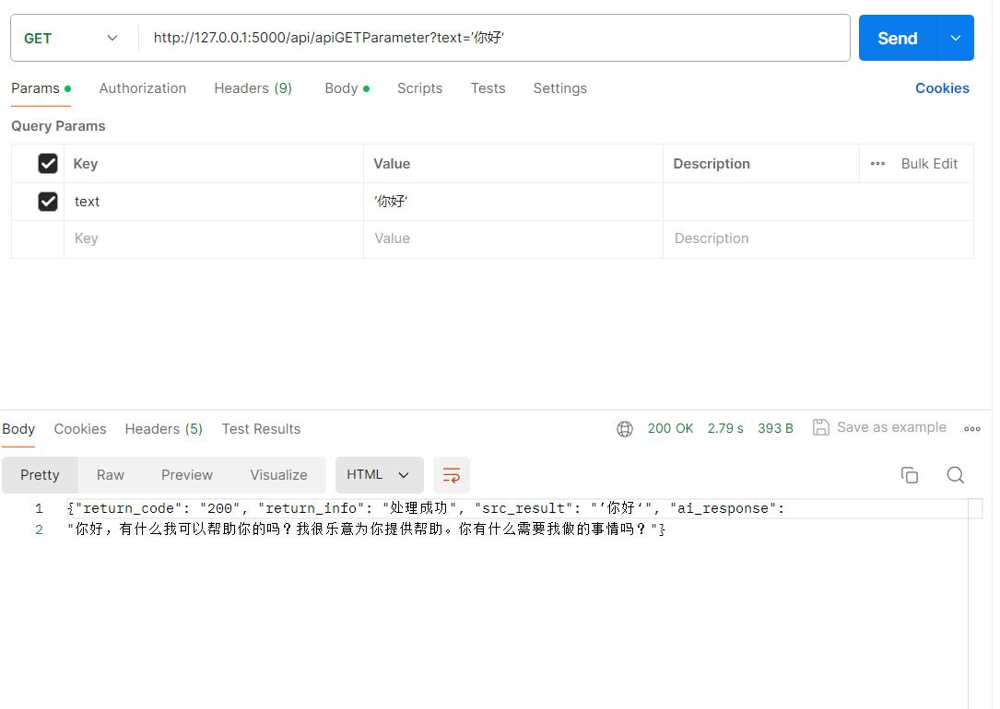 GET http://127.0.0.1:5000/api/apiGETParameter?text=’你好‘ Send
Params Authorization Headers (9) Body Scripts Tests Settings Cookies
Query Params
Key Value Description Bulk Edit
text ’你好‘
Key Value Description
Body Cookies Headers (5) Test Results 200 OK 2.79 s 393 B Save as example
Pretty Raw Preview Visualize HTML
1 {"return_code": "200", "return_info": "处理成功", "src_result": "’你好‘", "ai_response":
2 "你好，有什么我可以帮助你的吗？我很乐意为你提供帮助。你有什么需要我做的事情吗？"}